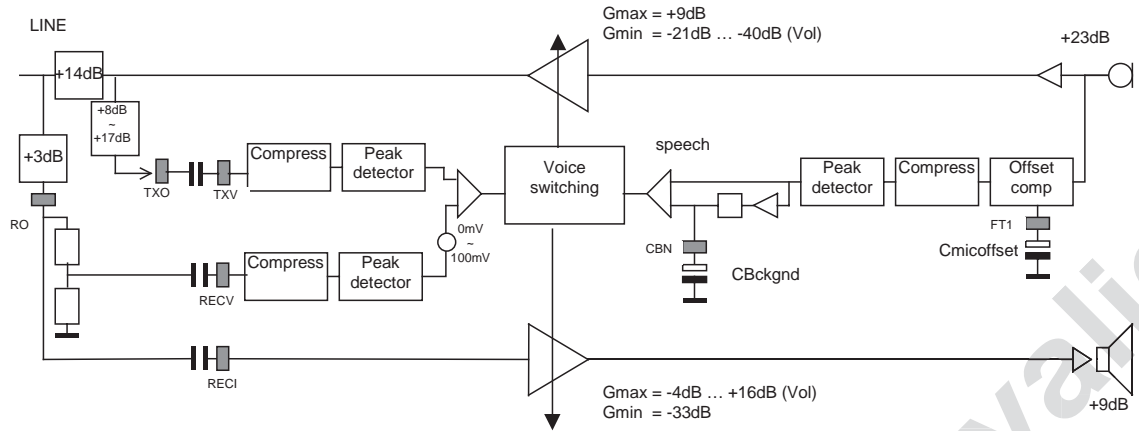 LINE
Gmax = +9dB
Gmin = -21dB … -40dB (Vol)
+23dB
+14dB
+8dB
~
+17dB
+3dB
Compress
Peak
detector
Voice
switching
speech
Peak
detector
Compress
Offset
comp
TXO
TXV
RO
0mV
~
100mV
CBN
FT1
Cmicoffset
CBckgnd
Compress
Peak
detector
RECV
RECI
Gmax = -4dB … +16dB (Vol)
Gmin = -33dB
+9dB